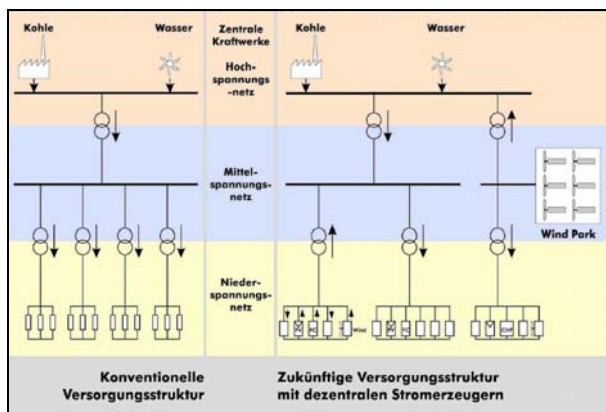 Kohle
Wasser
Zentrale
Kraftwerke
Hoch-
spannungs
-netz
Mittel-
spannungs-
netz
Nieder-
spannungs-
netz
Kohle
Wasser
Wind Park
Wind
Konventionelle
Versorgungsstruktur
Zukünftige Versorgungsstruktur
mit dezentralen Stromerzeugern